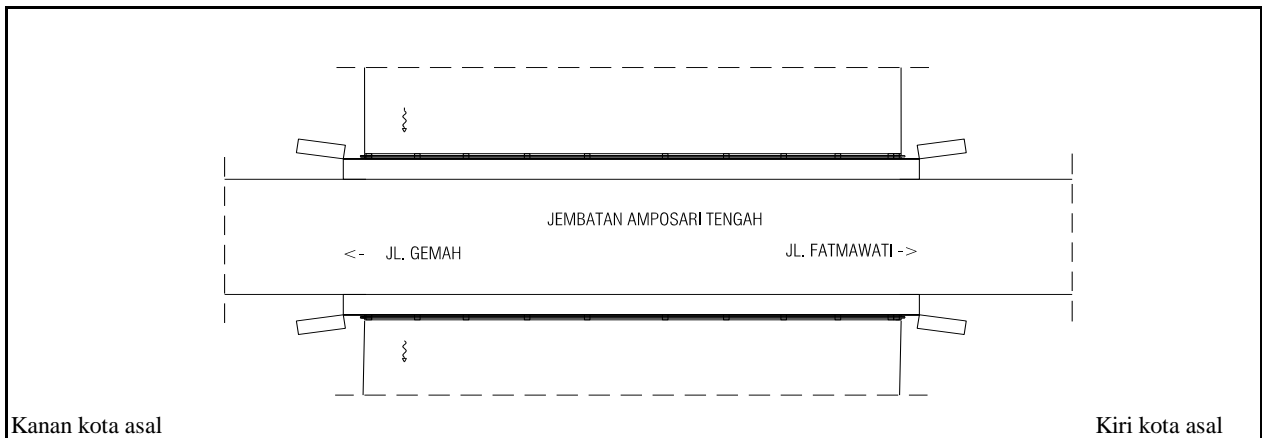 JEMBATAN AMPOSARI TENGAH
<- JL. GEMAH JL. FATMAWATI ->
Kanan kota asal Kiri kota asal